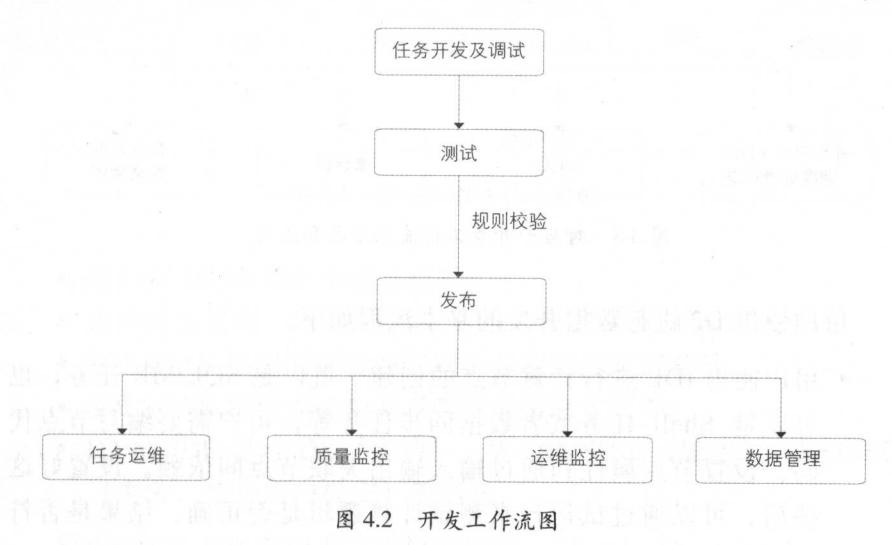 任务开发及调试
测试
规则校验
发布
任务运维
质量监控
运维监控
数据管理
图 4.2 开发工作流图